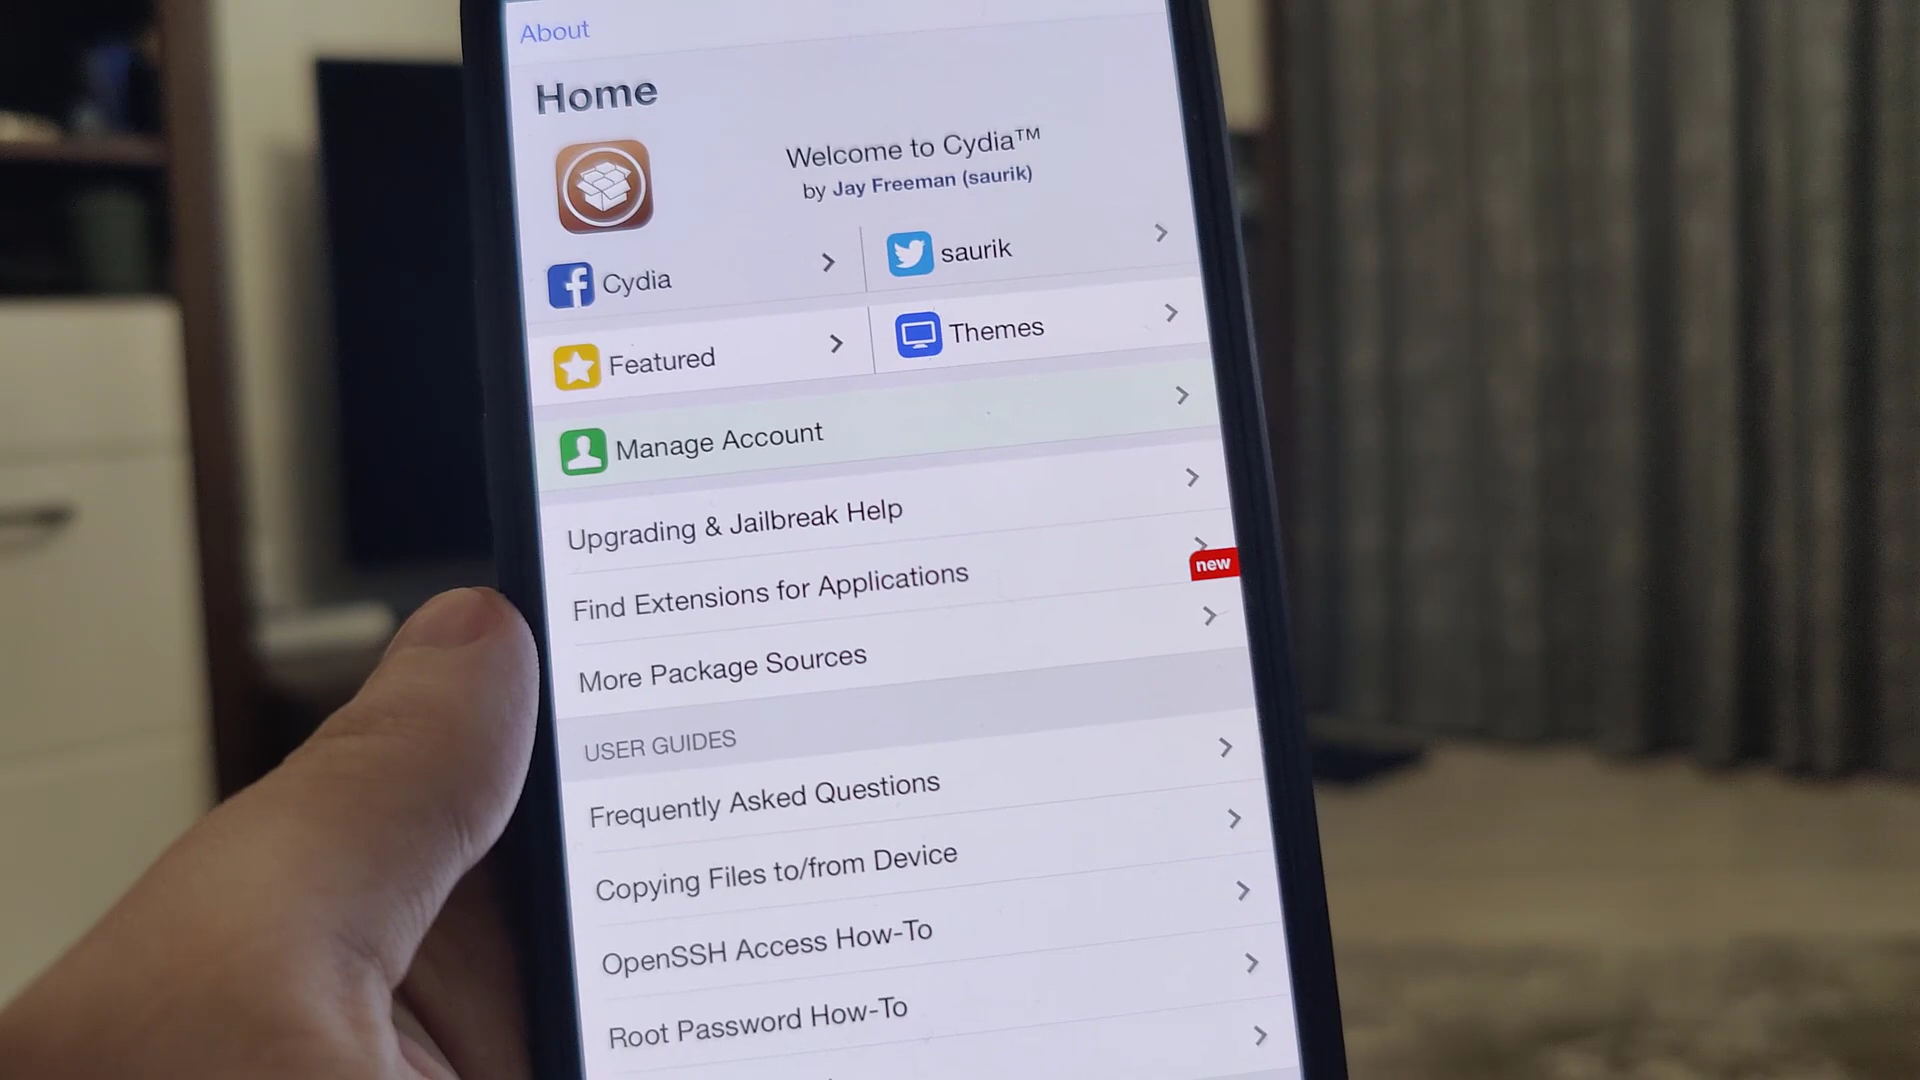 About
Home
Welcome to Cydia™
by Jay Freeman (saurik)
Cydia
saurik
Featured
Themes
Manage Account
Upgrading & Jailbreak Help
Find Extensions for Applications
new
More Package Sources
USER GUIDES
Frequently Asked Questions
Copying Files to/from Device
OpenSSH Access How-To
Root Password How-To